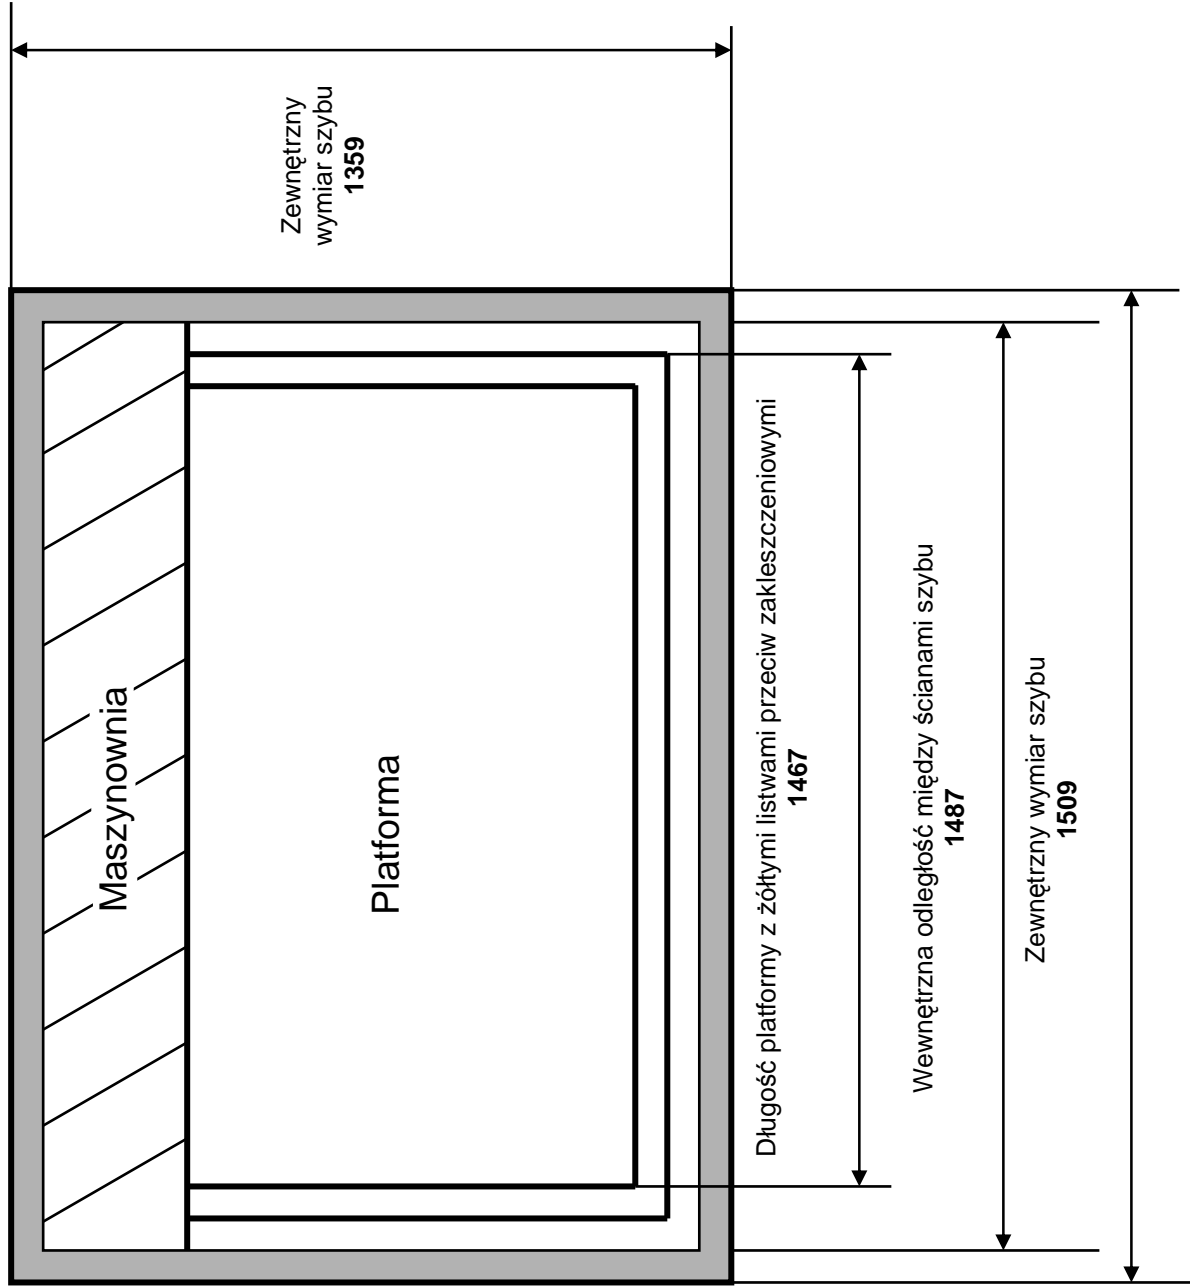 Zewnętrzny
wymiar szybu
1359
Maszynownia
Platforma
Długość platformy z żółtymi listwami przeciw zakleszczeniowymi
1467
Wewnętrzna odległość między ścianami szybu
1487
Zewnętrzny wymiar szybu
1509